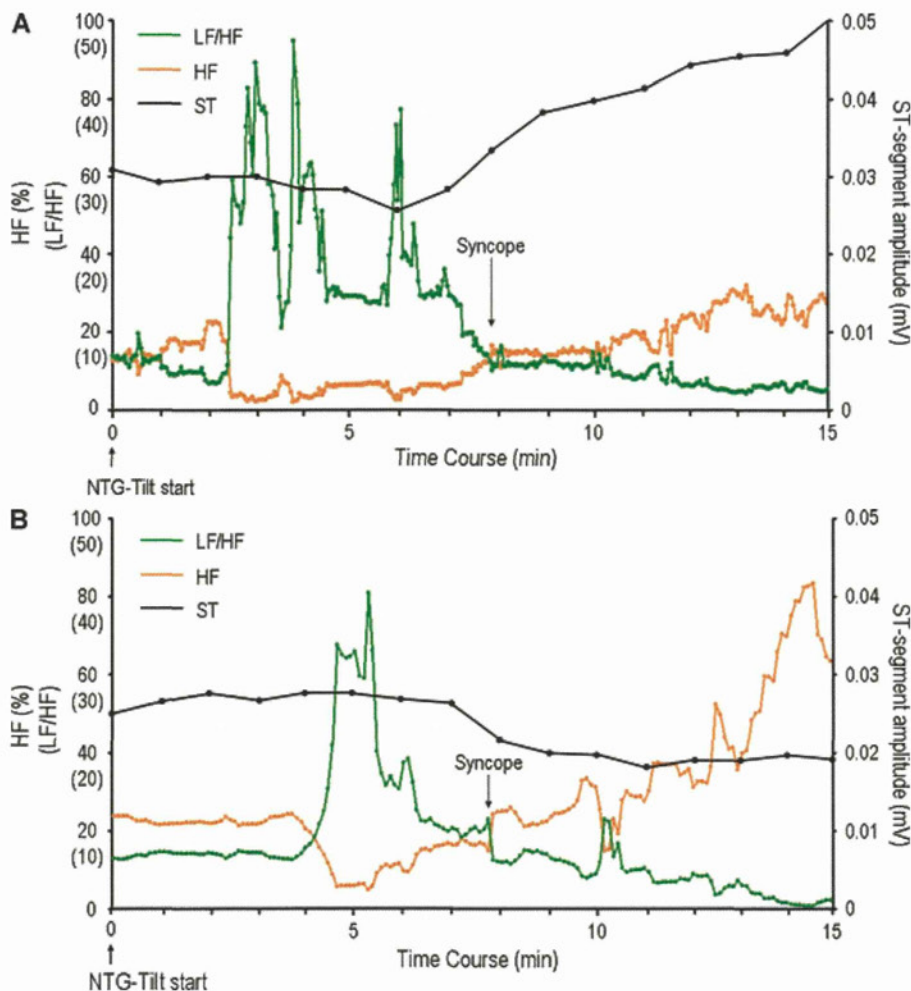 A
100
(50)
80
(40)
60
(30)
40
(20)
20
(10)
0
HF (%)
(LF/HF)
LF/HF
HF
ST
Syncope
0.05
0.04
0.03
0.02
0.01
0
ST-segment amplitude (mV)
0 5 10 15
Time Course (min)
NTG-Tilt start
B
100
(50)
80
(40)
60
(30)
40
(20)
20
(10)
0
HF (%)
(LF/HF)
LF/HF
HF
ST
Syncope
0.05
0.04
0.03
0.02
0.01
0
ST-segment amplitude (mV)
0 5 10 15
Time Course (min)
NTG-Tilt start